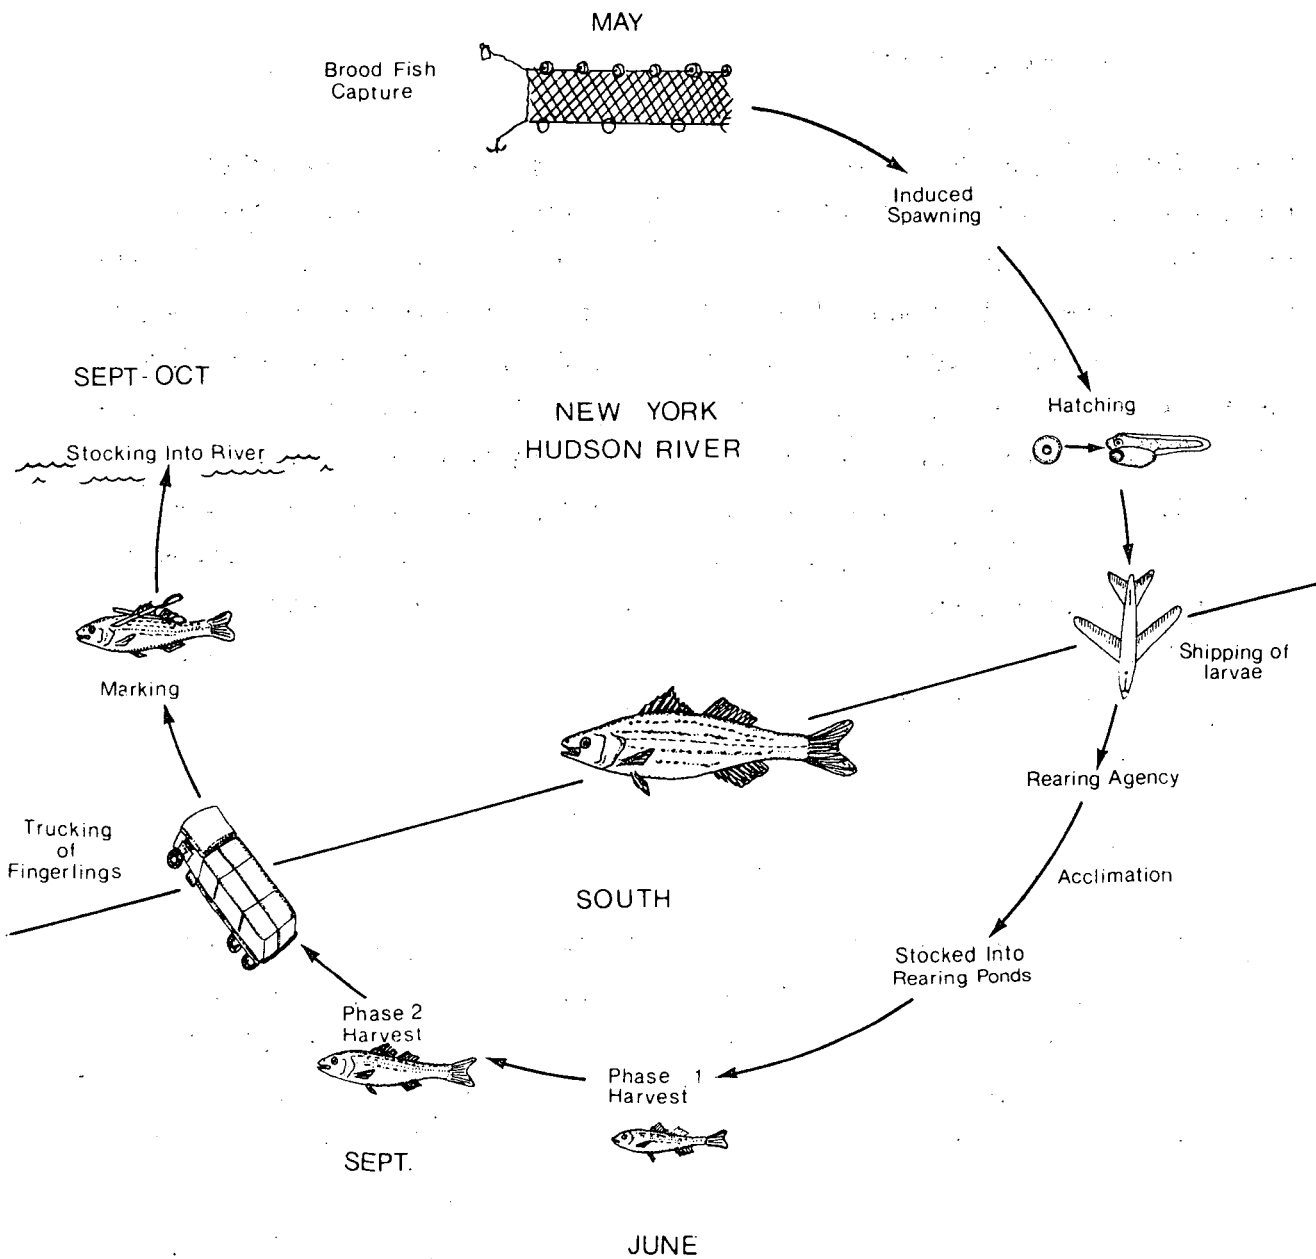 MAY
Brood Fish
Capture
Induced
Spawning
SEPT-OCT
Stocking Into River
NEW YORK
HUDSON RIVER
Hatching
Shipping of
larvae
Marking
Rearing Agency
Trucking
of
Fingerlings
Acclimation
SOUTH
Stocked Into
Rearing Ponds
Phase 2
Harvest
Phase 1
Harvest
SEPT.
JUNE